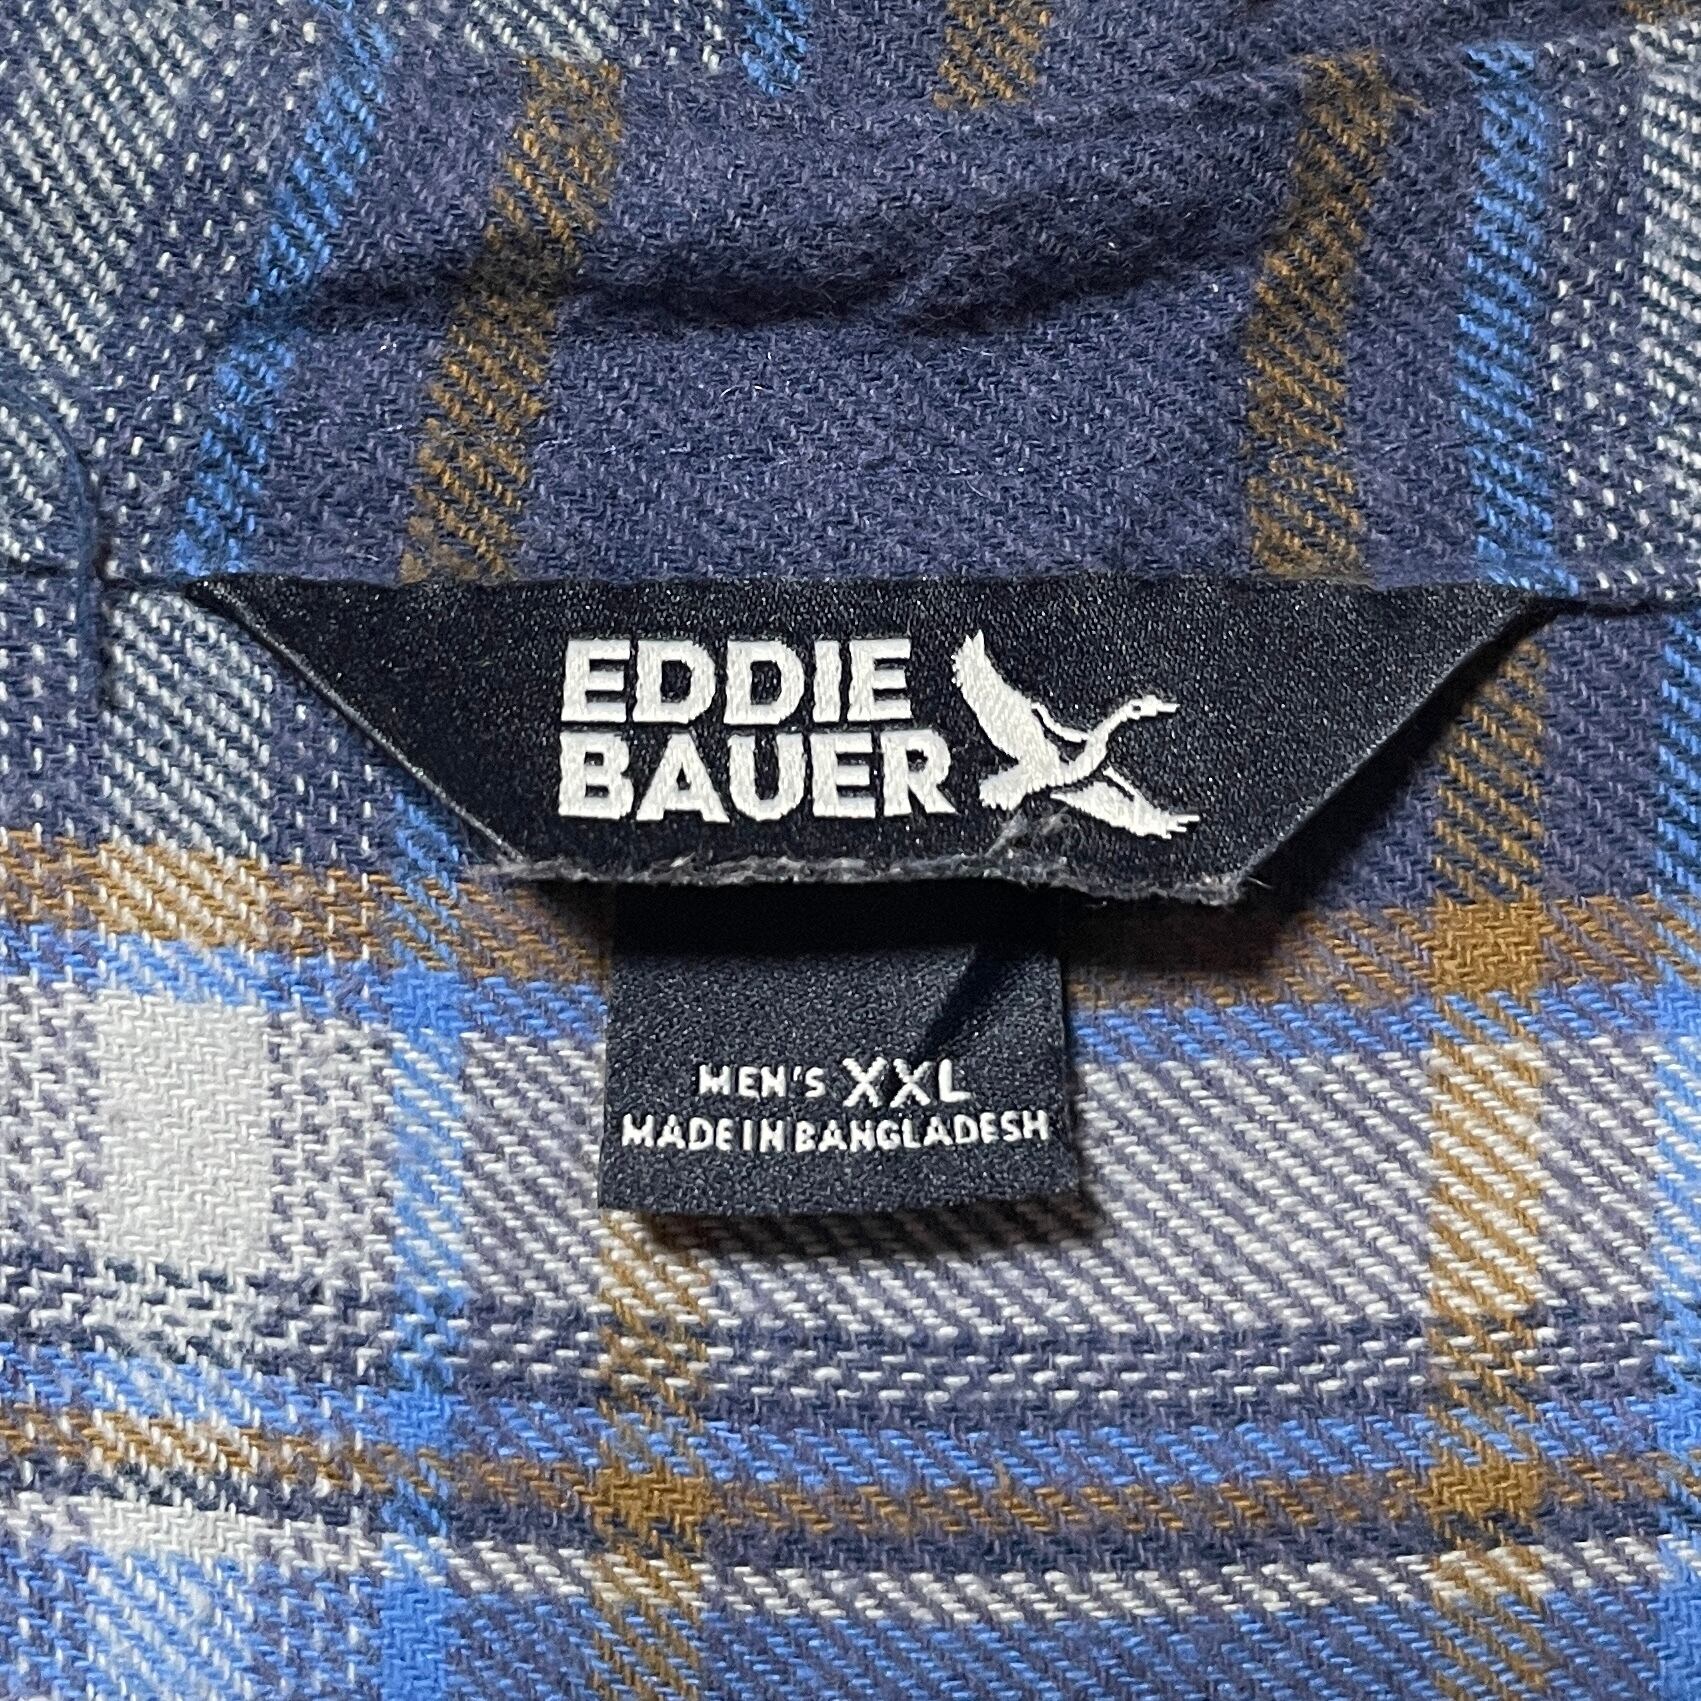 EDDIE
BAUER
MEN'S XXL
MADE IN BANGLADESH